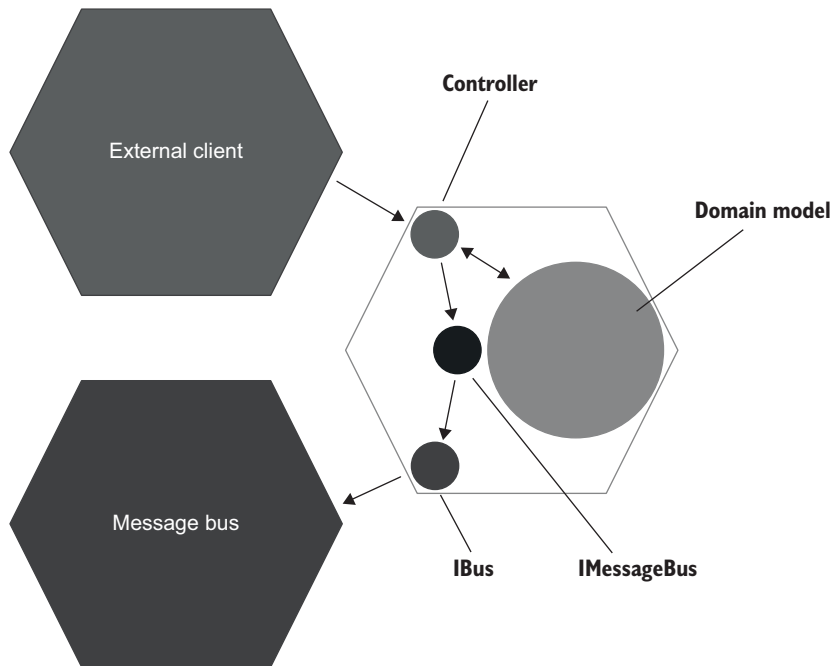 Controller
External client
Domain model
Message bus
IBus
IMessageBus